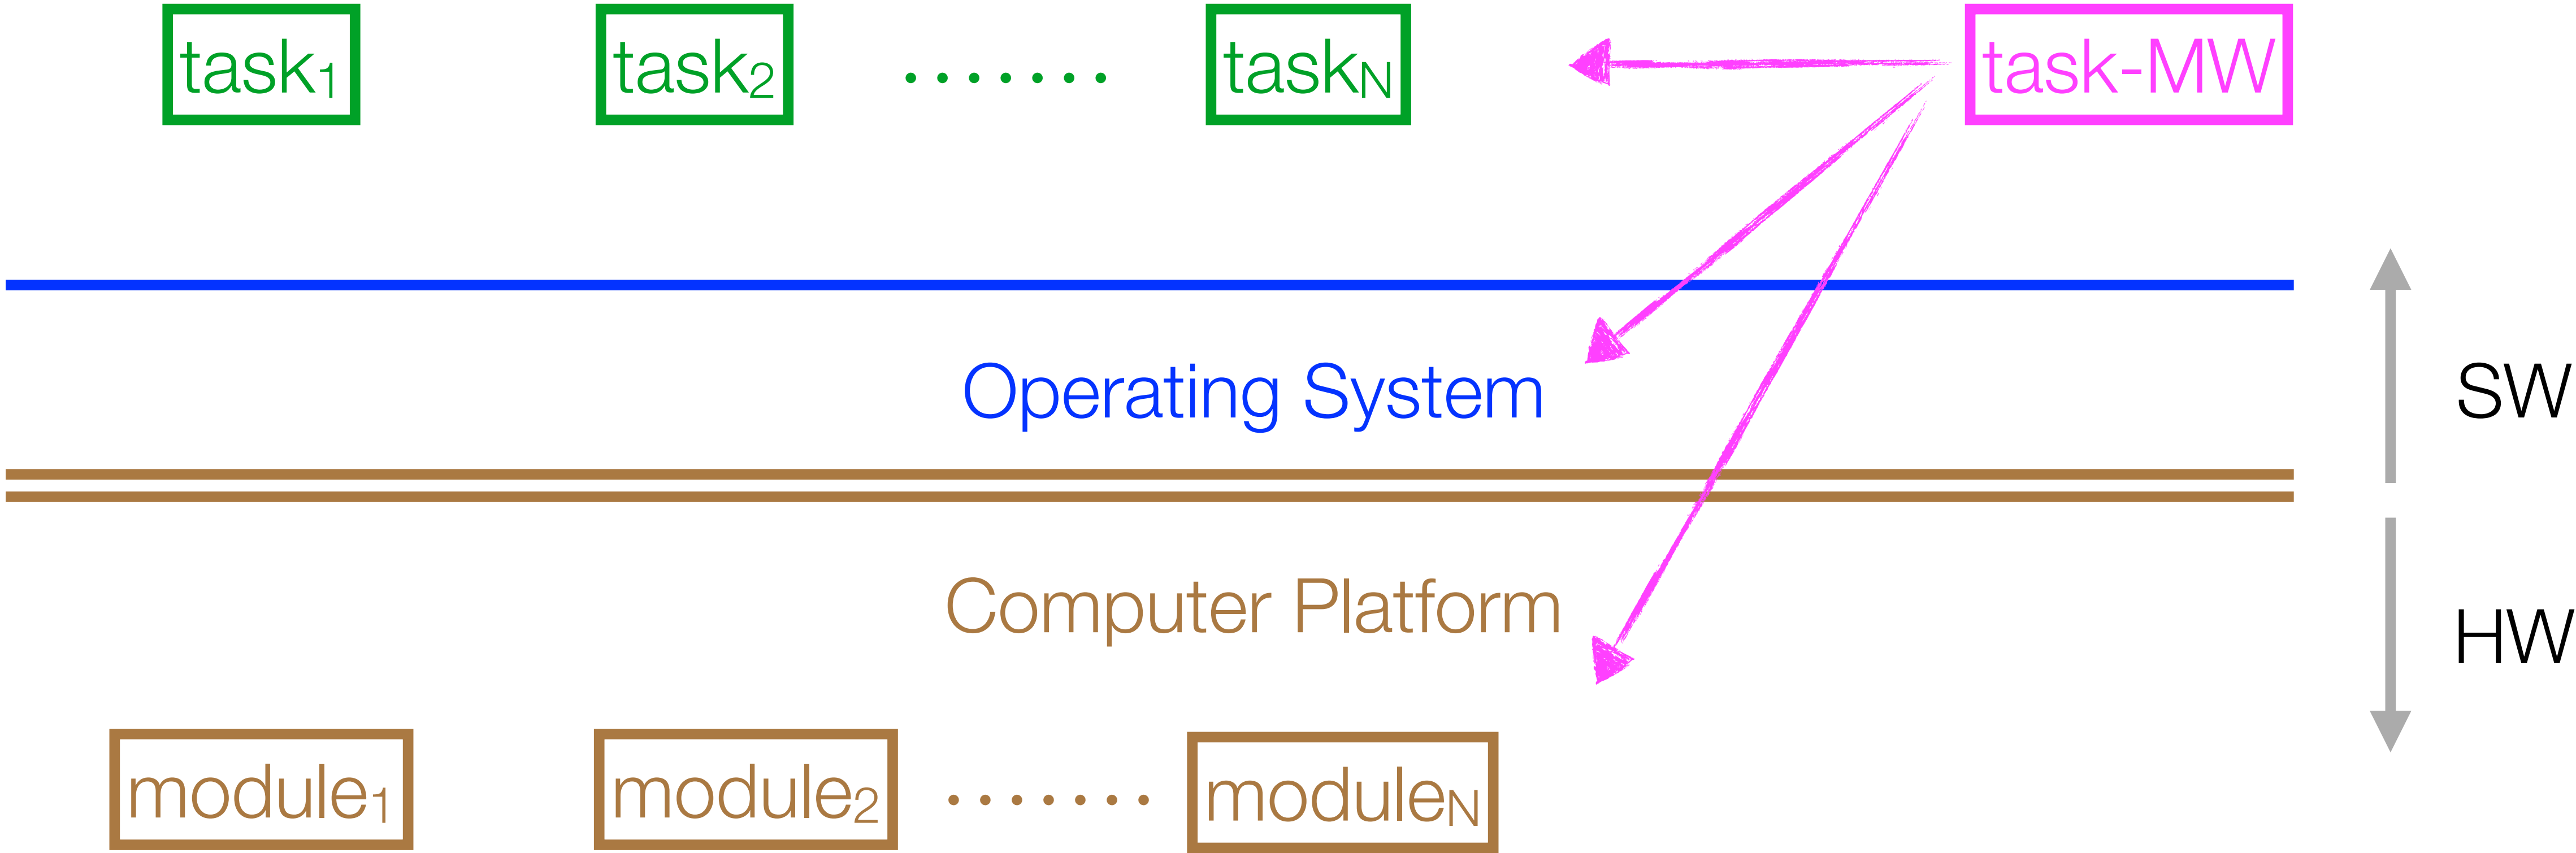 task1 task2 ....... taskN task-MW
Operating System
SW
Computer Platform
HW
module1 module2 ....... moduleN